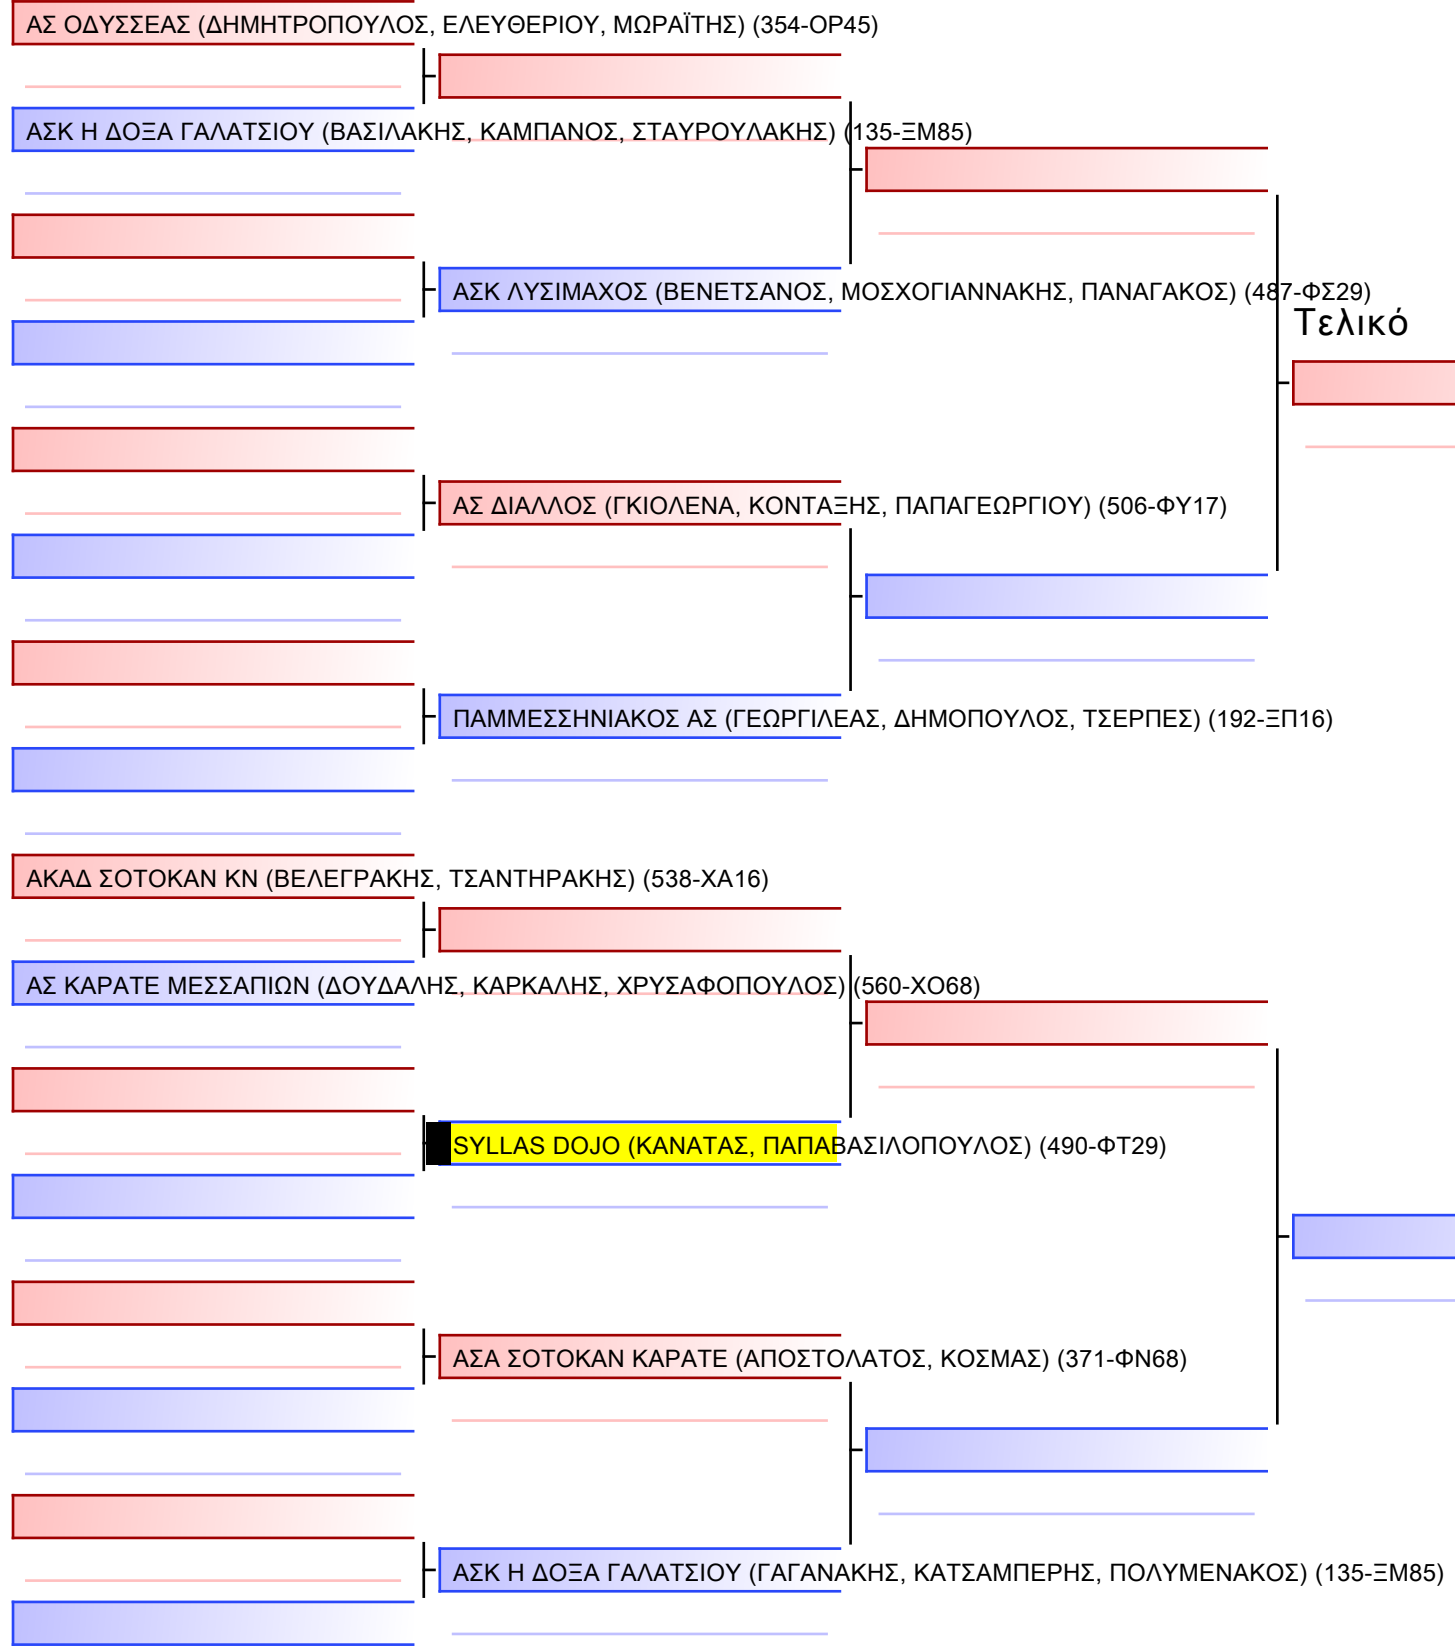 ΑΣ ΟΔΥΣΣΕΑΣ (ΔΗΜΗΤΡΟΠΟΥΛΟΣ, ΕΛΕΥΘΕΡΙΟΥ, ΜΩΡΑΪΤΗΣ) (354-ΟΡ45)
ΑΣΚ Η ΔΟΞΑ ΓΑΛΑΤΣΙΟΥ (ΒΑΣΙΛΑΚΗΣ, ΚΑΜΠΑΝΟΣ, ΣΤΑΥΡΟΥΛΑΚΗΣ) (135-ΞΜ85)
ΑΣΚ ΛΥΣΙΜΑΧΟΣ (ΒΕΝΕΤΣΑΝΟΣ, ΜΟΣΧΟΓΙΑΝΝΑΚΗΣ, ΠΑΝΑΓΑΚΟΣ) (487-ΦΣ29)
Τελικό
ΑΣ ΔΙΑΛΛΟΣ (ΓΚΙΟΛΕΝΑ, ΚΟΝΤΑΞΗΣ, ΠΑΠΑΓΕΩΡΓΙΟΥ) (506-ΦΥ17)
ΠΑΜΜΕΣΣΗΝΙΑΚΟΣ ΑΣ (ΓΕΩΡΓΙΛΕΑΣ, ΔΗΜΟΠΟΥΛΟΣ, ΤΣΕΡΠΕΣ) (192-ΞΠ16)
ΑΚΑΔ ΣΟΤΟΚΑΝ ΚΝ (ΒΕΛΕΓΡΑΚΗΣ, ΤΣΑΝΤΗΡΑΚΗΣ) (538-ΧΑ16)
ΑΣ ΚΑΡΑΤΕ ΜΕΣΣΑΠΙΩΝ (ΔΟΥΔΑΛΗΣ, ΚΑΡΚΑΛΗΣ, ΧΡΥΣΑΦΟΠΟΥΛΟΣ) (560-ΧΟ68)
SYLLAS DOJO (ΚΑΝΑΤΑΣ, ΠΑΠΑΒΑΣΙΛΟΠΟΥΛΟΣ) (490-ΦΤ29)
ΑΣΑ ΣΟΤΟΚΑΝ ΚΑΡΑΤΕ (ΑΠΟΣΤΟΛΑΤΟΣ, ΚΟΣΜΑΣ) (371-ΦΝ68)
ΑΣΚ Η ΔΟΞΑ ΓΑΛΑΤΣΙΟΥ (ΓΑΓΑΝΑΚΗΣ, ΚΑΤΣΑΜΠΕΡΗΣ, ΠΟΛΥΜΕΝΑΚΟΣ) (135-ΞΜ85)